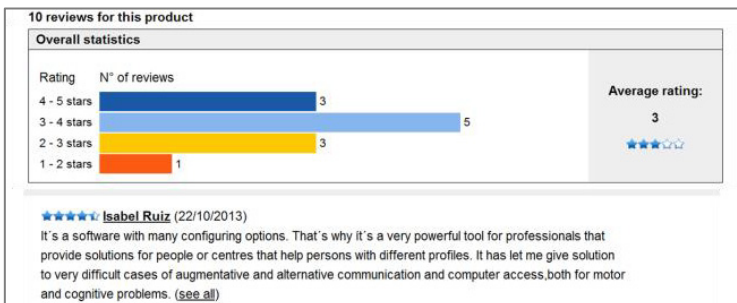 10 reviews for this product
Overall statistics
Rating N° of reviews
Average rating:
4 - 5 stars 3
3 - 4 stars 5
3
2 - 3 stars 3
1 - 2 stars 1
Isabel Ruiz (22/10/2013)
It´s a software with many configuring options. That´s why it´s a very powerful tool for professionals that
provide solutions for people or centres that help persons with different profiles. It has let me give solution
to very difficult cases of augmentative and alternative communication and computer access,both for motor
and cognitive problems. (see all)